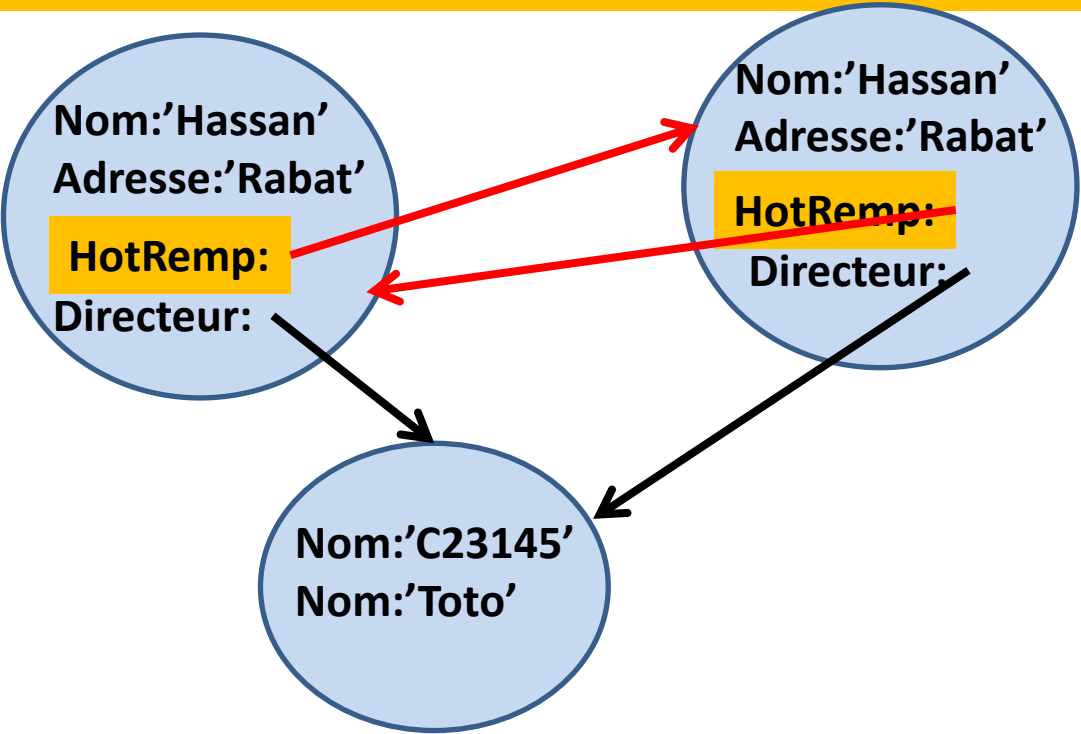 Nom:’Hassan’
Adresse:’Rabat’
HotRemp:
Directeur:
Nom:’Hassan’
Adresse:’Rabat’
HotRemp:
Directeur:
Nom:’C23145’
Nom:’Toto’